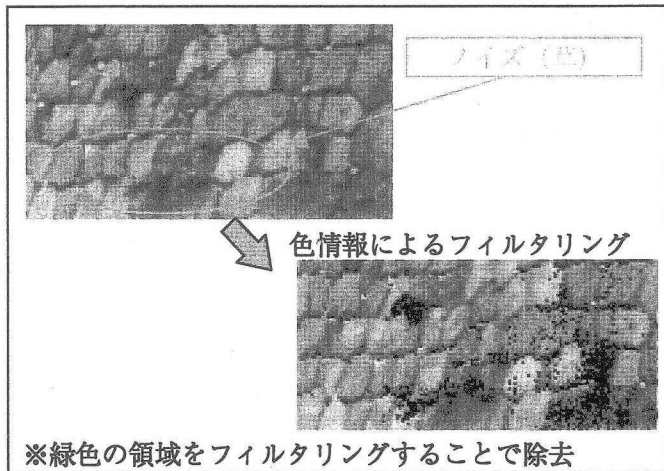 ノイズ（草）
色情報によるフィルタリング
※緑色の領域をフィルタリングすることで除去